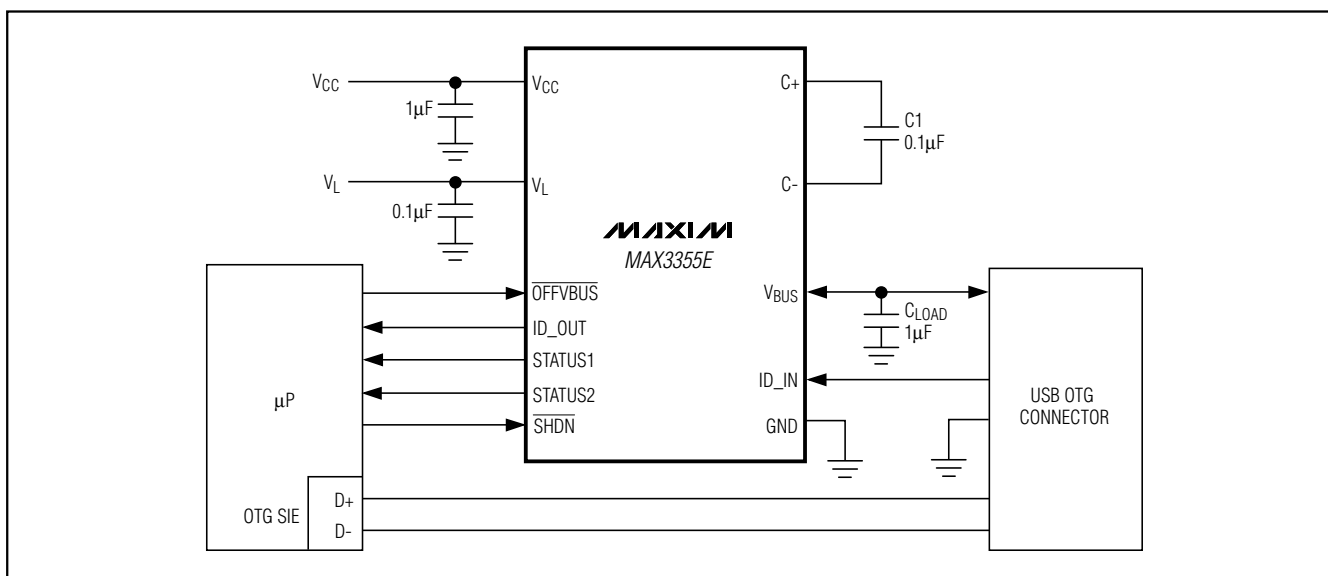 VCC
1μF
VL
0.1μF
VCC
VL
OFFVBUS
ID_OUT
STATUS1
STATUS2
SHDN
MAXIM
MAX3355E
C+
C-
VBUS
ID_IN
GND
C1
0.1μF
CLOAD
1μF
μP
OTG SIE
D+
D-
USB OTG
CONNECTOR